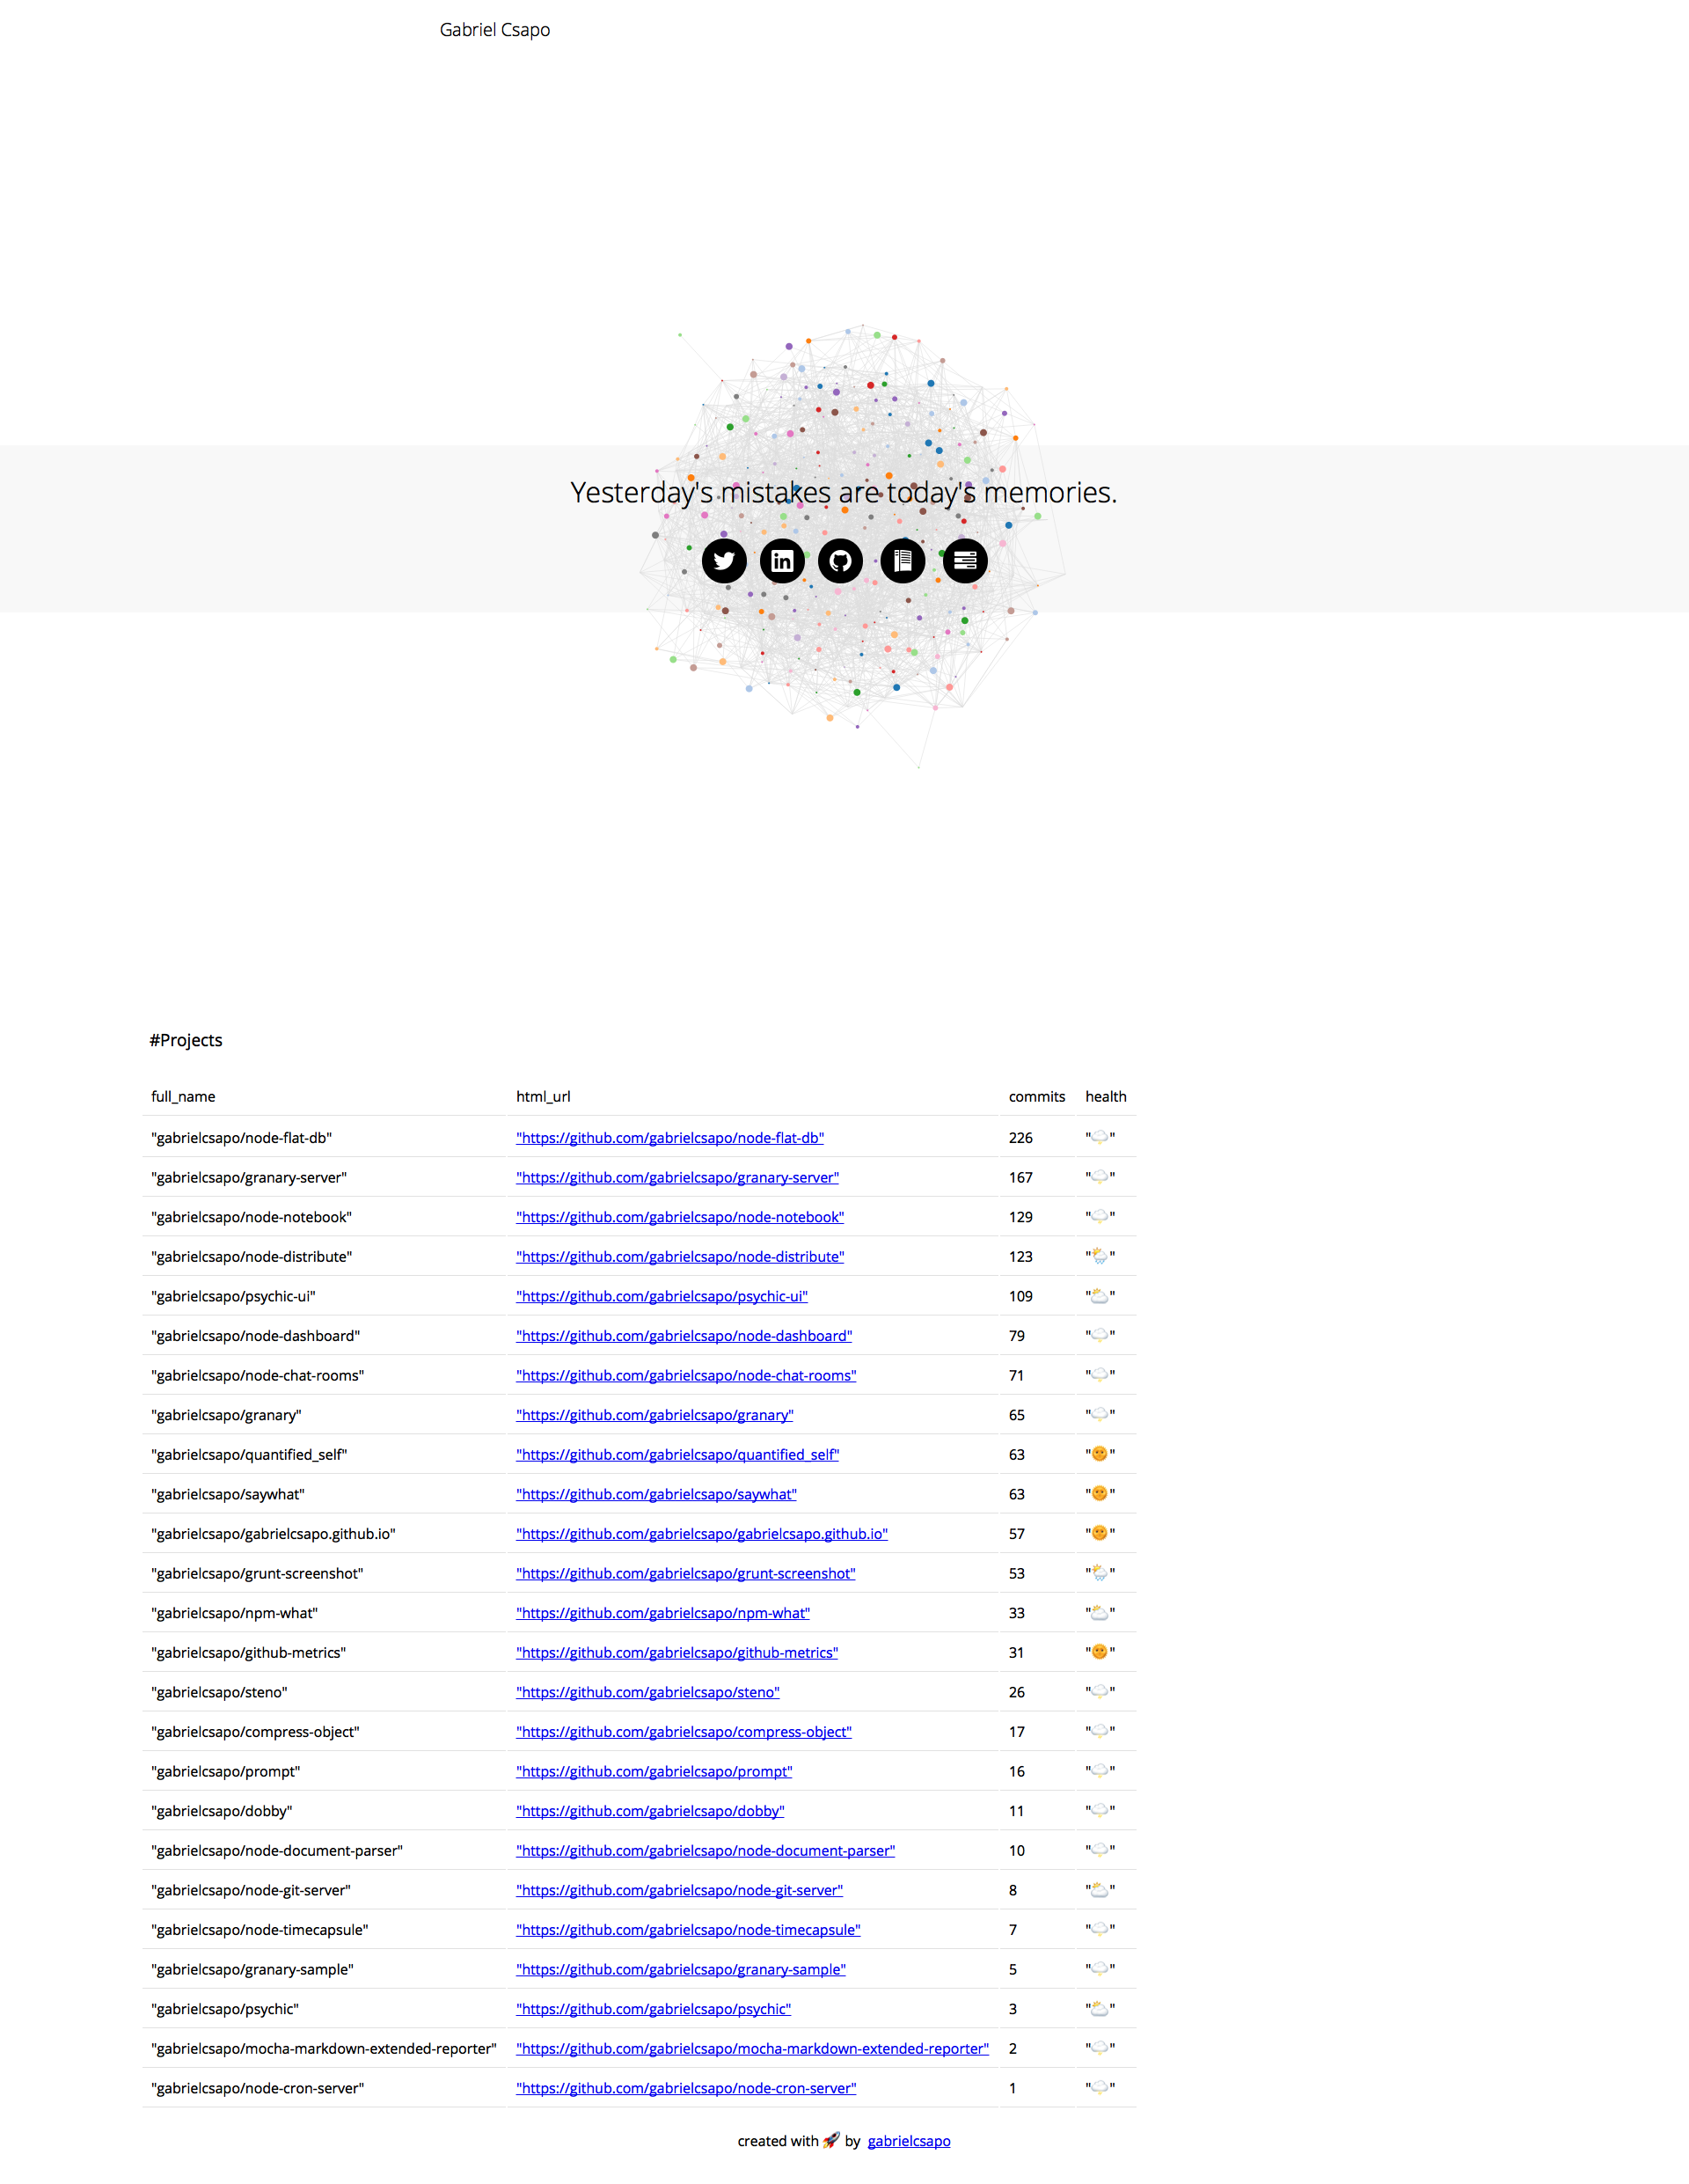 Gabriel Csapo
Yesterday's mistakes are today's memories.
#Projects
full_name html_url commits health
"gabrielcsapo/node-flat-db" "https://github.com/gabrielcsapo/node-flat-db" 226 "🌩"
"gabrielcsapo/granary-server" "https://github.com/gabrielcsapo/granary-server" 167 "🌩"
"gabrielcsapo/node-notebook" "https://github.com/gabrielcsapo/node-notebook" 129 "🌩"
"gabrielcsapo/node-distribute" "https://github.com/gabrielcsapo/node-distribute" 123 "🌦"
"gabrielcsapo/psychic-ui" "https://github.com/gabrielcsapo/psychic-ui" 109 "🌥"
"gabrielcsapo/node-dashboard" "https://github.com/gabrielcsapo/node-dashboard" 79 "🌩"
"gabrielcsapo/node-chat-rooms" "https://github.com/gabrielcsapo/node-chat-rooms" 71 "🌩"
"gabrielcsapo/granary" "https://github.com/gabrielcsapo/granary" 65 "🌩"
"gabrielcsapo/quantified_self" "https://github.com/gabrielcsapo/quantified_self" 63 "🌞"
"gabrielcsapo/saywhat" "https://github.com/gabrielcsapo/saywhat" 63 "🌞"
"gabrielcsapo/gabrielcsapo.github.io" "https://github.com/gabrielcsapo/gabrielcsapo.github.io" 57 "🌞"
"gabrielcsapo/grunt-screenshot" "https://github.com/gabrielcsapo/grunt-screenshot" 53 "🌦"
"gabrielcsapo/npm-what" "https://github.com/gabrielcsapo/npm-what" 33 "🌥"
"gabrielcsapo/github-metrics" "https://github.com/gabrielcsapo/github-metrics" 31 "🌞"
"gabrielcsapo/steno" "https://github.com/gabrielcsapo/steno" 26 "🌩"
"gabrielcsapo/compress-object" "https://github.com/gabrielcsapo/compress-object" 17 "🌩"
"gabrielcsapo/prompt" "https://github.com/gabrielcsapo/prompt" 16 "🌩"
"gabrielcsapo/dobby" "https://github.com/gabrielcsapo/dobby" 11 "🌩"
"gabrielcsapo/node-document-parser" "https://github.com/gabrielcsapo/node-document-parser" 10 "🌩"
"gabrielcsapo/node-git-server" "https://github.com/gabrielcsapo/node-git-server" 8 "🌥"
"gabrielcsapo/node-timecapsule" "https://github.com/gabrielcsapo/node-timecapsule" 7 "🌩"
"gabrielcsapo/granary-sample" "https://github.com/gabrielcsapo/granary-sample" 5 "🌩"
"gabrielcsapo/psychic" "https://github.com/gabrielcsapo/psychic" 3 "🌥"
"gabrielcsapo/mocha-markdown-extended-reporter" "https://github.com/gabrielcsapo/mocha-markdown-extended-reporter" 2 "🌩"
"gabrielcsapo/node-cron-server" "https://github.com/gabrielcsapo/node-cron-server" 1 "🌩"
created with 🚀 by gabrielcsapo